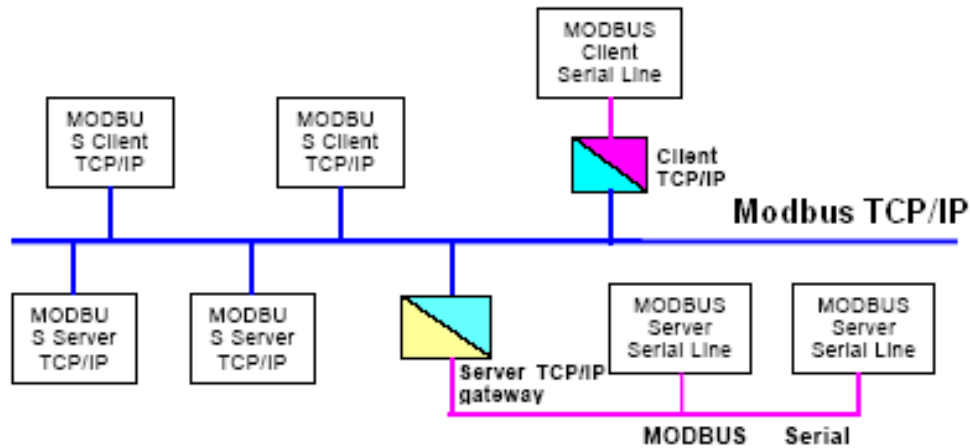 MODBUS
Client
Serial Line
MODBU
S Client
TCP/IP
MODBU
S Client
TCP/IP
Client
TCP/IP
Modbus TCP/IP
MODBU
S Server
TCP/IP
MODBU
S Server
TCP/IP
MODBUS
Server
Serial Line
MODBUS
Server
Serial Line
Server TCP/IP
gateway
MODBUS Serial